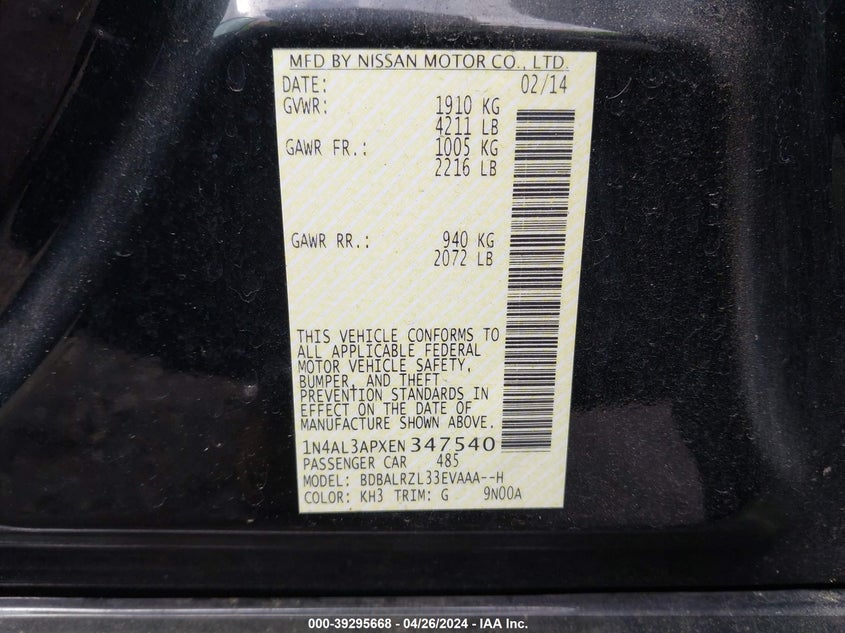 MFD BY NISSAN MOTOR CO., LTD.
DATE: 02/14
GVWR: 1910 KG
4211 LB
GAWR FR.: 1005 KG
2216 LB
GAWR RR.: 940 KG
2072 LB
THIS VEHICLE CONFORMS TO
ALL APPLICABLE FEDERAL
MOTOR VEHICLE SAFETY,
BUMPER, AND THEFT
PREVENTION STANDARDS IN
EFFECT ON THE DATE OF
MANUFACTURE SHOWN ABOVE.
1N4AL3APXEN347540
PASSENGER CAR 485
MODEL: BDBALRZL33EVAAA--H
COLOR: KH3 TRIM: G 9N00A
000-39295668 - 04/26/2024 - IAA Inc.